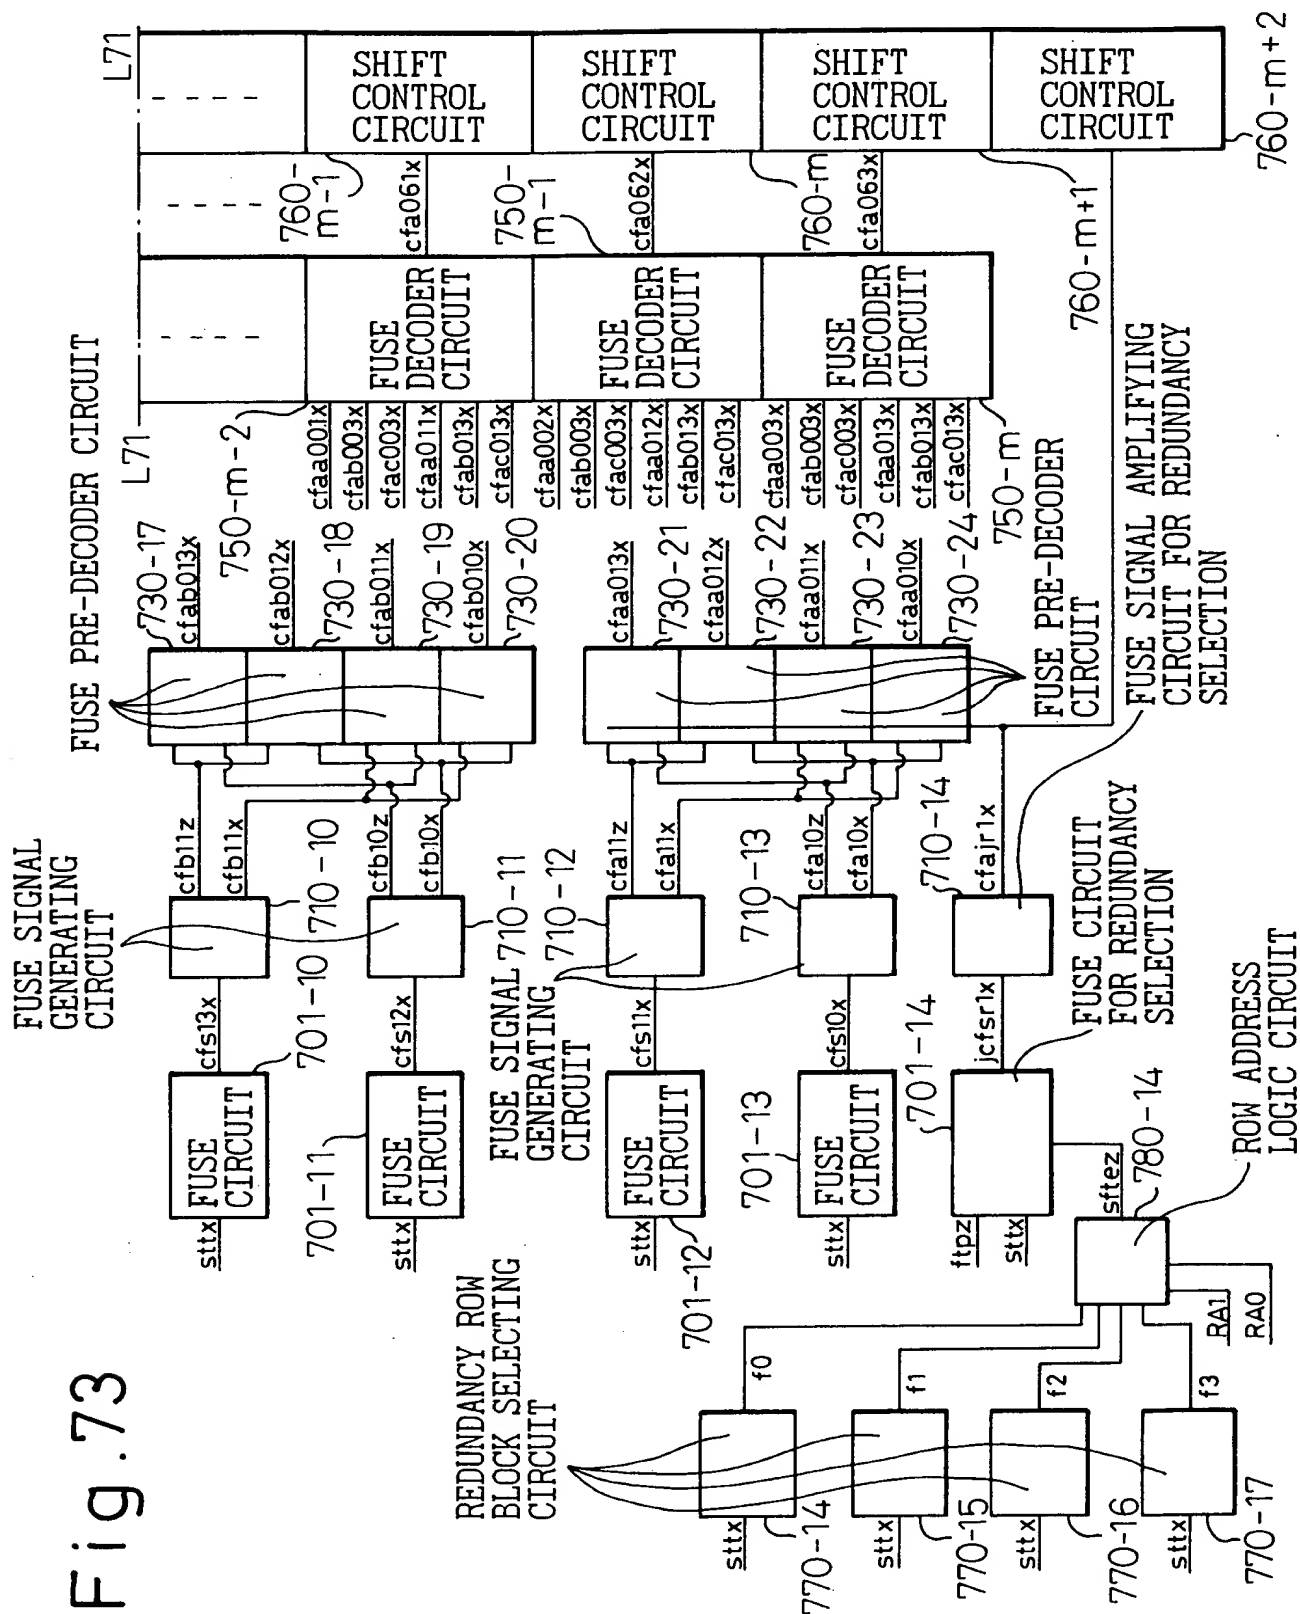 Fig.73
L71
L71
SHIFT
CONTROL
CIRCUIT
SHIFT
CONTROL
CIRCUIT
SHIFT
CONTROL
CIRCUIT
SHIFT
CONTROL
CIRCUIT
760-
m-1
cfa061x
750-
m-1
cfa062x
760-m
cfa063x
760-m+1
760-m+2
FUSE
DECODER
CIRCUIT
FUSE
DECODER
CIRCUIT
FUSE
DECODER
CIRCUIT
750-m-2
cfaa001x
cfab003x
cfac003x
cfaa011x
cfab013x
cfac013x
cfaa002x
cfab003x
cfac003x
cfaa012x
cfab013x
cfac013x
cfaa003x
cfab003x
cfac003x
cfaa013x
cfab013x
cfac013x
750-m
FUSE PRE-DECODER CIRCUIT
730-17
cfab013x
cfab012x
730-18
cfab011x
730-19
cfab010x
730-20
cfaa013x
730-21
cfaa012x
730-22
cfaa011x
730-23
cfaa010x
730-24
FUSE PRE-DECODER
CIRCUIT
FUSE SIGNAL AMPLIFYING
CIRCUIT FOR REDUNDANCY
SELECTION
FUSE SIGNAL
GENERATING
CIRCUIT
cfb11z
cfb11x
710-10
cfb10z
cfb10x
710-11
FUSE SIGNAL
GENERATING
CIRCUIT
cfa11z
cfa11x
710-12
cfa10z
cfa10x
710-13
cfajr1x
710-14
cfs13x
cfs12x
cfs11x
cfs10x
jcfsr1x
FUSE CIRCUIT
FOR REDUNDANCY
SELECTION
FUSE
CIRCUIT
701-10
sttx
FUSE
CIRCUIT
701-11
sttx
FUSE
CIRCUIT
701-12
sttx
FUSE
CIRCUIT
701-13
sttx
701-14
ftpz
sttx
sftez
780-14
ROW ADDRESS
LOGIC CIRCUIT
RA1
RA0
REDUNDANCY ROW
BLOCK SELECTING
CIRCUIT
f0
f1
f2
f3
sttx
770-14
sttx
770-15
sttx
770-16
sttx
770-17